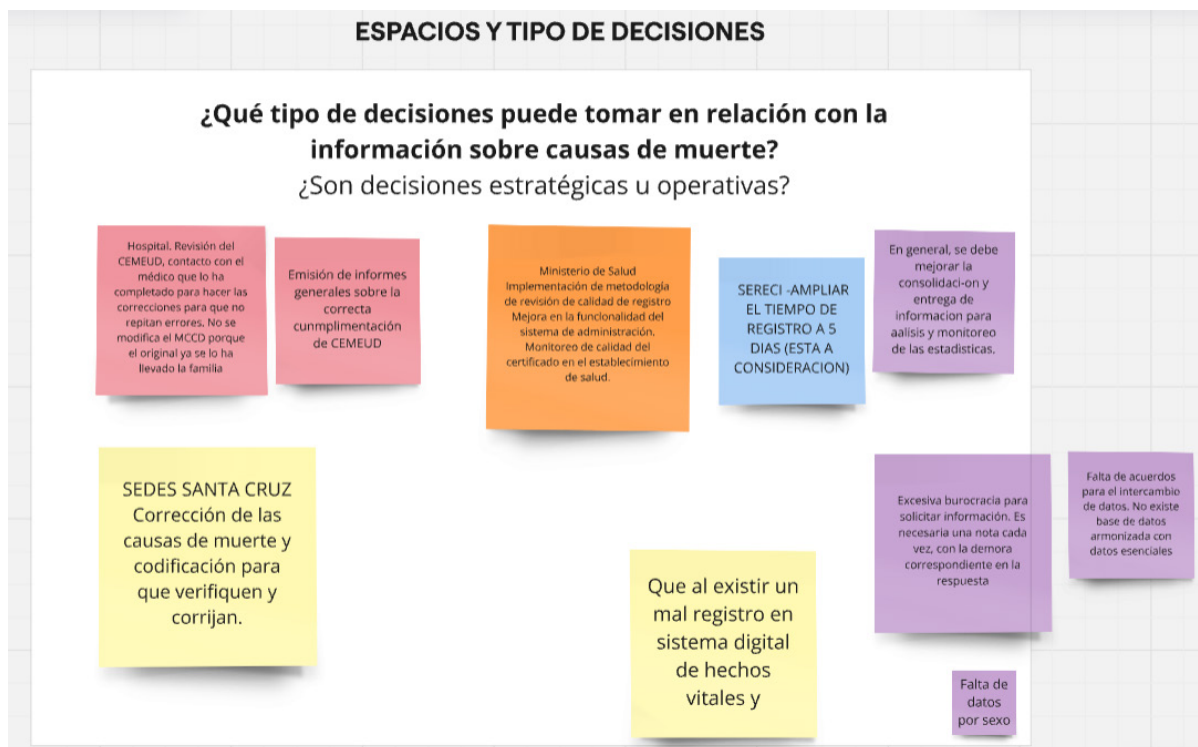 ESPACIOS Y TIPO DE DECISIONES
¿Qué tipo de decisiones puede tomar en relación con la
información sobre causas de muerte?
¿Son decisiones estratégicas u operativas?
Hospital. Revisión del
CEMEUD, contacto con el
médico que lo ha
completado para hacer las
correcciones para que no
repitan errores. No se
modifica el MCCD porque
el original ya se lo ha
llevado la familia
Emisión de informes
generales sobre la
correcta
cunmplimentación
de CEMEUD
Ministerio de Salud
Implementación de metodología
de revisión de calidad de registro
Mejora en la funcionalidad del
sistema de administración.
Monitoreo de calidad del
certificado en el establecimiento
de salud.
SERECI -AMPLIAR
EL TIEMPO DE
REGISTRO A 5
DIAS (ESTA A
CONSIDERACION)
En general, se debe
mejorar la
consolidaci-on y
entrega de
informacion para
aalisis y monitoreo
de las estadisticas.
SEDES SANTA CRUZ
Corrección de las
causas de muerte y
codificación para
que verifiquen y
corrijan.
Que al existir un
mal registro en
sistema digital
de hechos
vitales y
Excesiva burocracia para
solicitar información. Es
necesaria una nota cada
vez, con la demora
correspondiente en la
respuesta
Falta de acuerdos
para el intercambio
de datos. No existe
base de datos
armonizada con
datos esenciales
Falta de
datos
por sexo